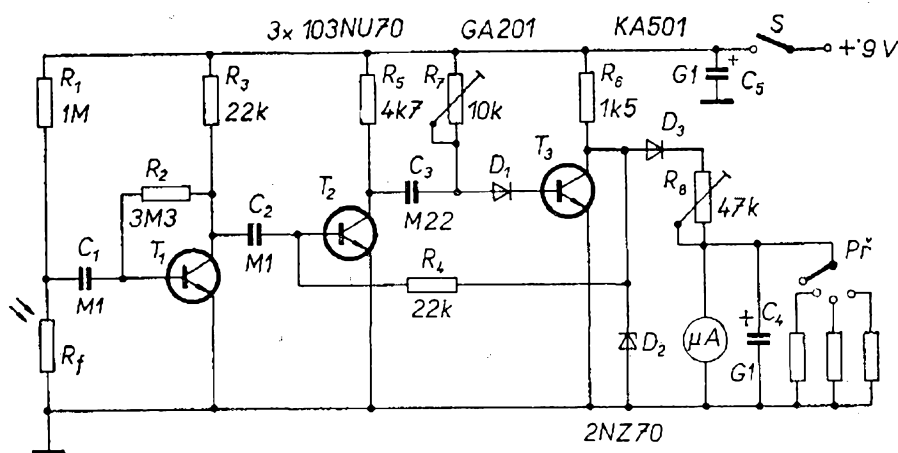 3x 103NU70 GA201 KA501 S +9V
R1 1M
R3 22k
R5 4k7
R7 10k
R6 1k5
G1 + C5
R2 3M3
C1 M1
T1
C2 M1
T2
C3 M22
D1
T3
D3
R8 47k
R4 22k
Př
Rf
D2
μA
+ C4 G1
2NZ70